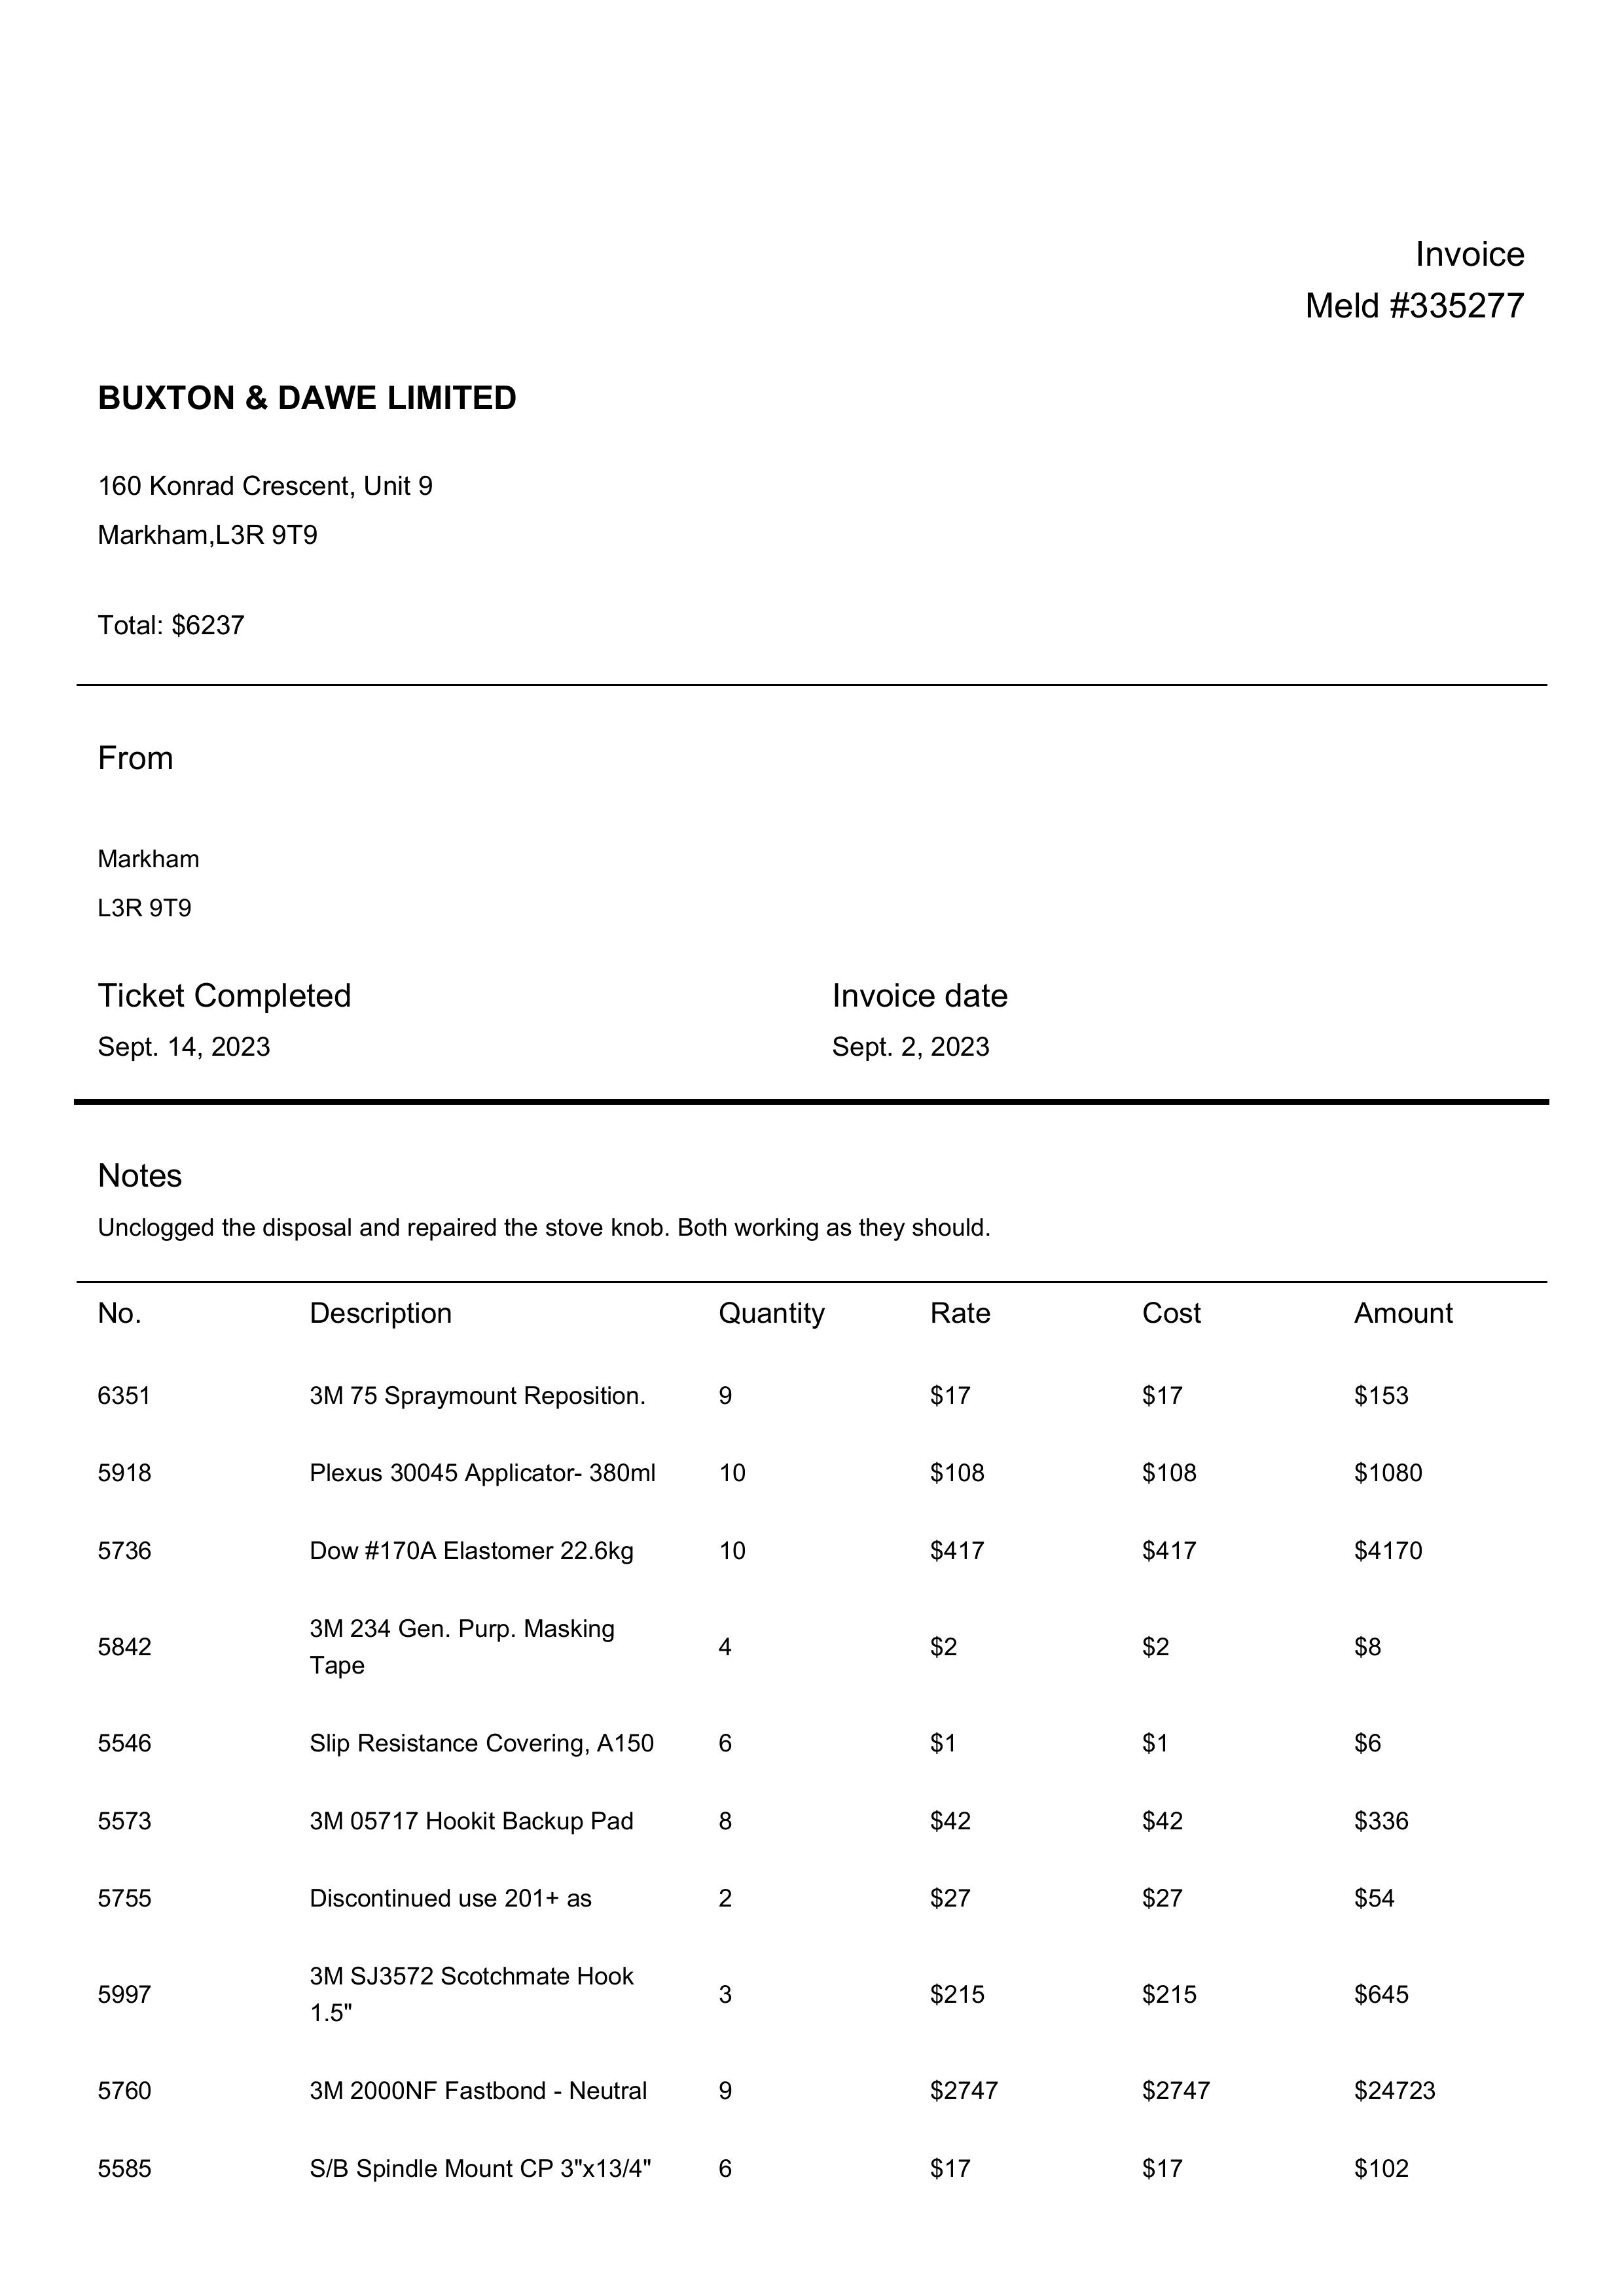 Invoice
Meld #335277
BUXTON & DAWE LIMITED
160 Konrad Crescent, Unit 9
Markham,L3R 9T9
Total: $6237
From
Markham
L3R 9T9
Ticket Completed Invoice date
Sept. 14, 2023 Sept. 2, 2023
Notes
Unclogged the disposal and repaired the stove knob. Both working as they should.
No. Description Quantity Rate Cost Amount
6351 3M 75 Spraymount Reposition. 9 $17 $17 $153
5918 Plexus 30045 Applicator- 380ml 10 $108 $108 $1080
5736 Dow #170A Elastomer 22.6kg 10 $417 $417 $4170
5842 3M 234 Gen. Purp. Masking
Tape 4 $2 $2 $8
5546 Slip Resistance Covering, A150 6 $1 $1 $6
5573 3M 05717 Hookit Backup Pad 8 $42 $42 $336
5755 Discontinued use 201+ as 2 $27 $27 $54
5997 3M SJ3572 Scotchmate Hook
1.5" 3 $215 $215 $645
5760 3M 2000NF Fastbond - Neutral 9 $2747 $2747 $24723
5585 S/B Spindle Mount CP 3"x13/4" 6 $17 $17 $102